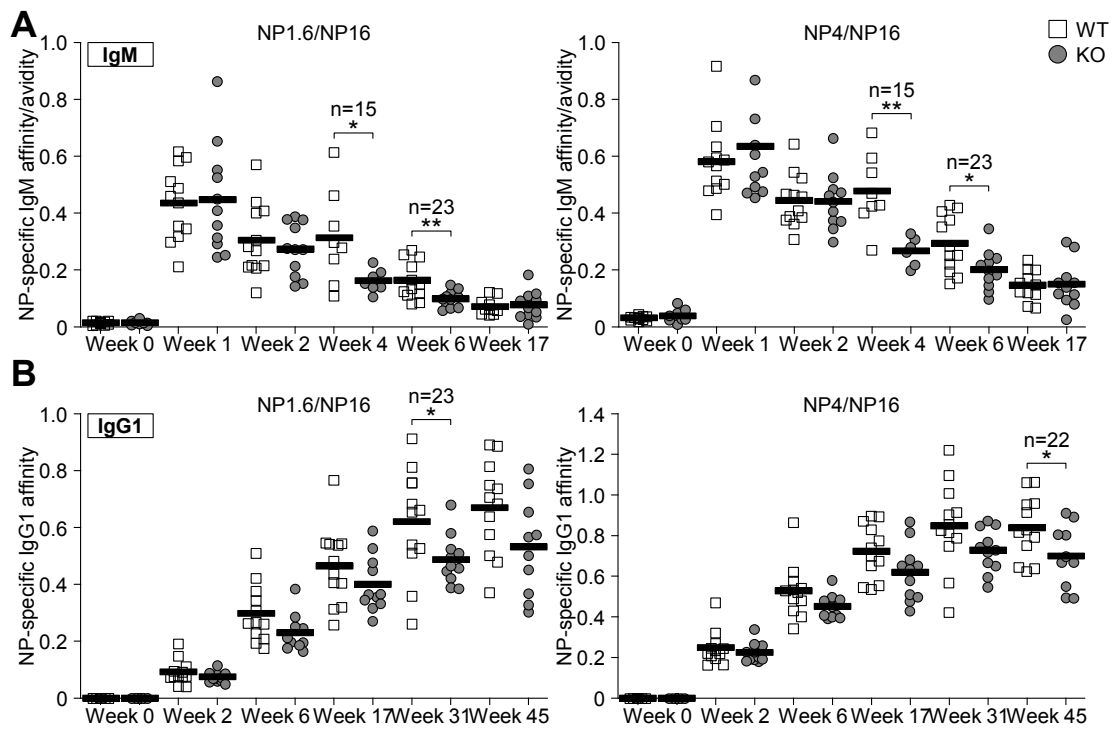 A
NP1.6/NP16
NP4/NP16
WT
KO
IgM
NP-specific IgM affinity/avidity
1.0
0.8
0.6
0.4
0.2
0
n=15
*
n=23
**
Week 0 Week 1 Week 2 Week 4 Week 6 Week 17
NP-specific IgM affinity/avidity
1.0
0.8
0.6
0.4
0.2
0
n=15
**
n=23
*
Week 0 Week 1 Week 2 Week 4 Week 6 Week 17
B
NP1.6/NP16
NP4/NP16
IgG1
NP-specific IgG1 affinity
1.0
0.8
0.6
0.4
0.2
0
n=23
*
Week 0 Week 2 Week 6 Week 17 Week 31 Week 45
NP-specific IgG1 affinity
1.4
1.2
1.0
0.8
0.6
0.4
0.2
0
n=22
*
Week 0 Week 2 Week 6 Week 17 Week 31 Week 45